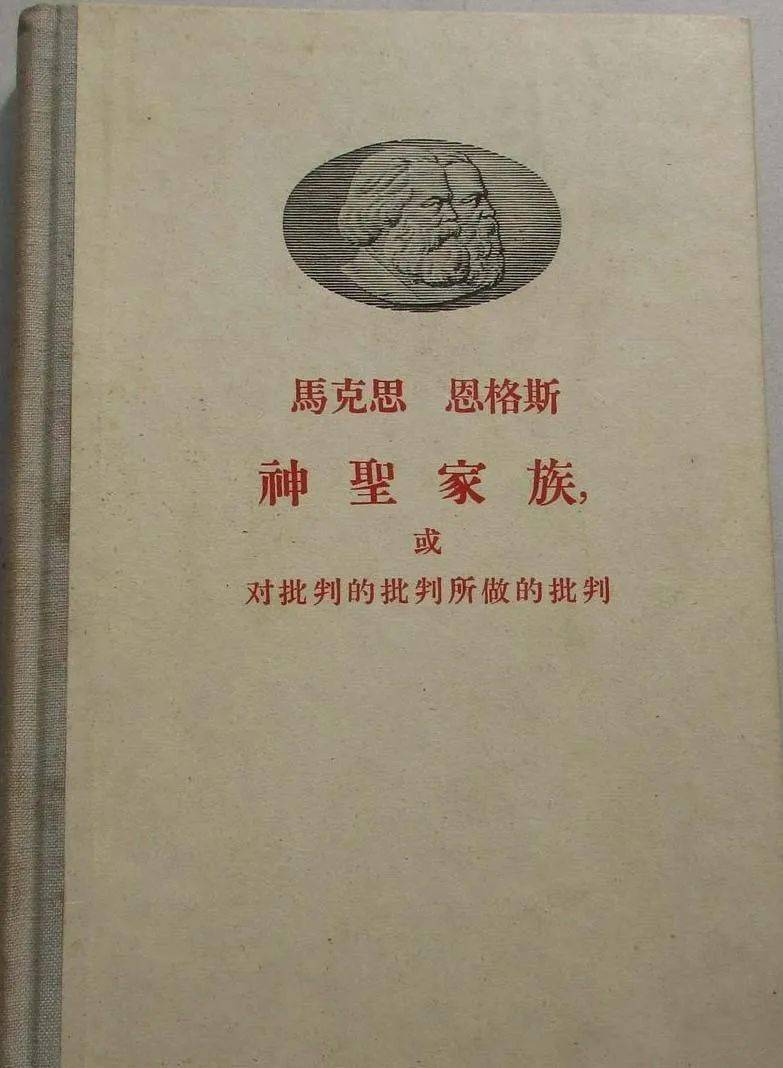 馬克思 恩格斯
神聖家族,
或
对批判的批判所做的批判